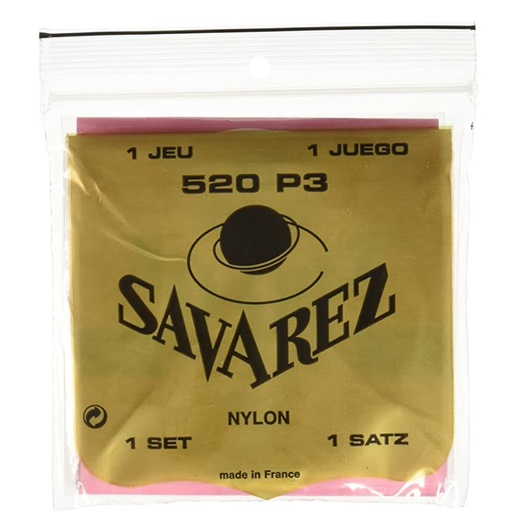 1 JEU 1 JUEGO
520 P3
SAVAREZ
NYLON
1 SET 1 SATZ
made in France